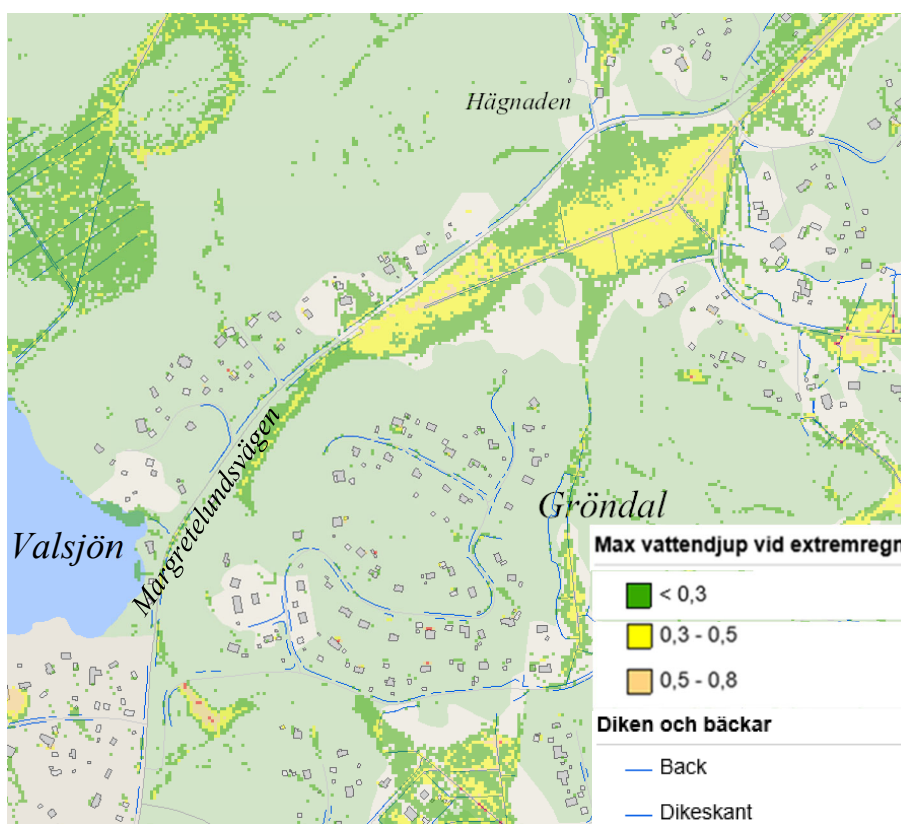 Hägnaden
Margretelundsvägen
Gröndal
Valsjön
Max vattendjup vid extremregn
< 0,3
0,3 - 0,5
0,5 - 0,8
Diken och bäckar
Back
Dikeskant